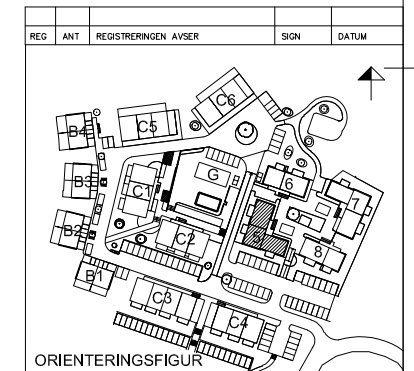 REG ANT REGISTRERINGEN AVSER SIGN DATUM
C6
B4 C5
G
B3 C1 6
7
B2 C2 5
8
B1
C3
C4
ORIENTERINGSFIGUR